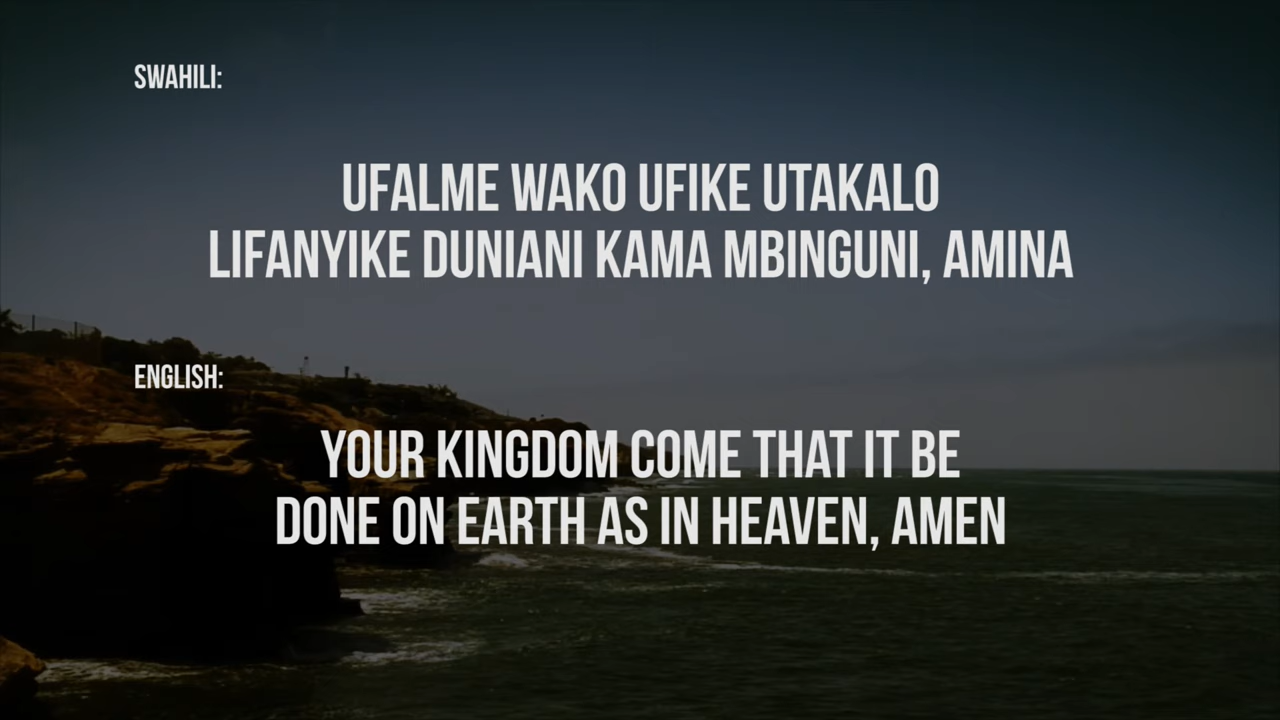 SWAHILI:
UFALME WAKO UFIKE UTAKALO
LIFANYIKE DUNIANI KAMA MBINGUNI, AMINA
ENGLISH:
YOUR KINGDOM COME THAT IT BE
DONE ON EARTH AS IN HEAVEN, AMEN